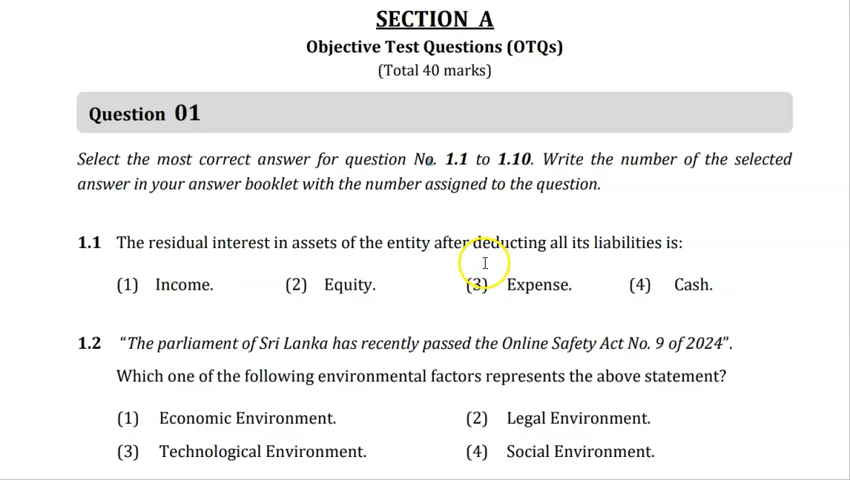 SECTION A
Objective Test Questions (OTQs)
(Total 40 marks)
Question 01
Select the most correct answer for question No. 1.1 to 1.10. Write the number of the selected
answer in your answer booklet with the number assigned to the question.
1.1 The residual interest in assets of the entity after deducting all its liabilities is:
(1) Income. (2) Equity. (3) Expense. (4) Cash.
1.2 “The parliament of Sri Lanka has recently passed the Online Safety Act No. 9 of 2024”.
Which one of the following environmental factors represents the above statement?
(1) Economic Environment. (2) Legal Environment.
(3) Technological Environment. (4) Social Environment.